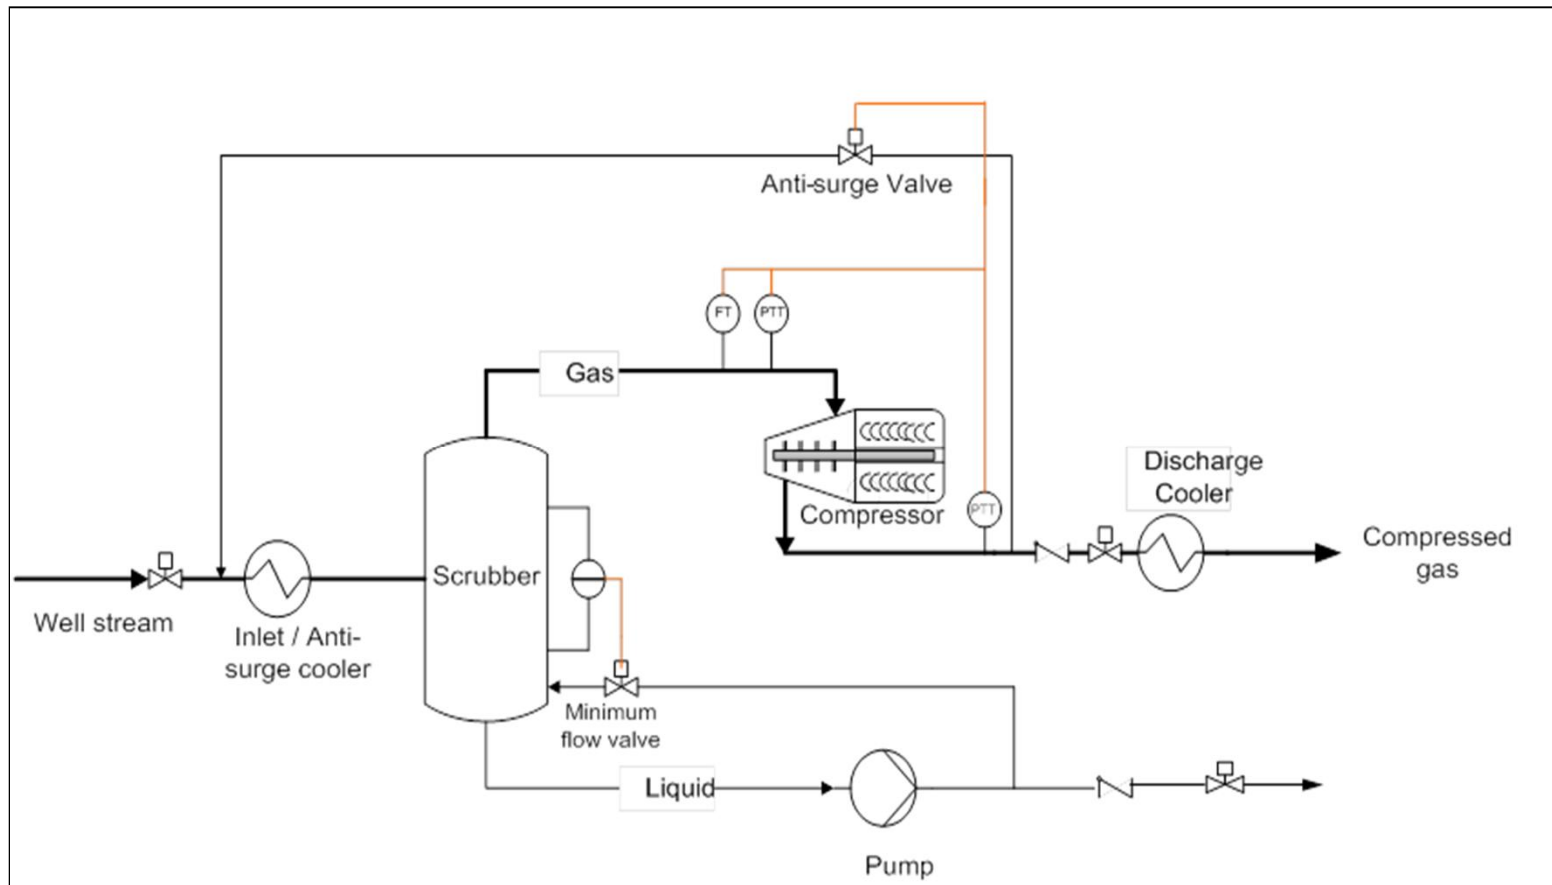 Anti-surge Valve
FT
PTT
Gas
Compressor
PTT
Discharge
Cooler
Compressed
gas
Scrubber
Well stream
Inlet / Anti-
surge cooler
Minimum
flow valve
Liquid
Pump